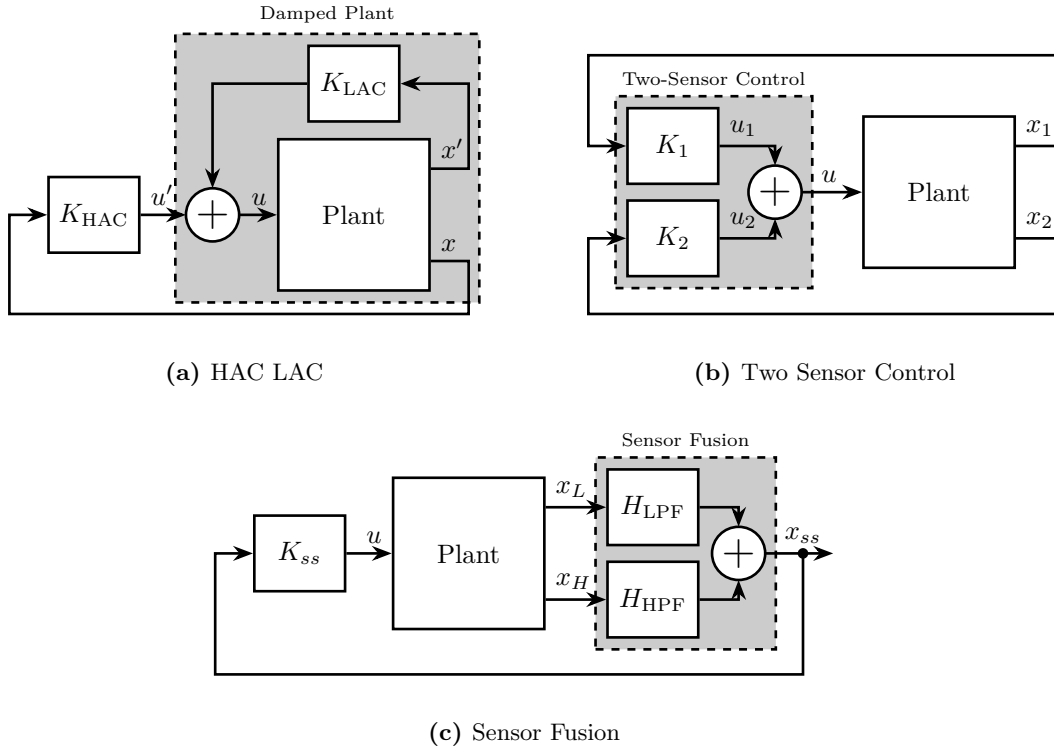 Damped Plant
K_LAC
x′
K_HAC
u′
+
u
Plant
x
(a) HAC LAC
Two-Sensor Control
K_1
u_1
x_1
+
u
Plant
K_2
u_2
x_2
(b) Two Sensor Control
Sensor Fusion
x_L
H_LPF
K_ss
u
Plant
+
x_ss
x_H
H_HPF
(c) Sensor Fusion